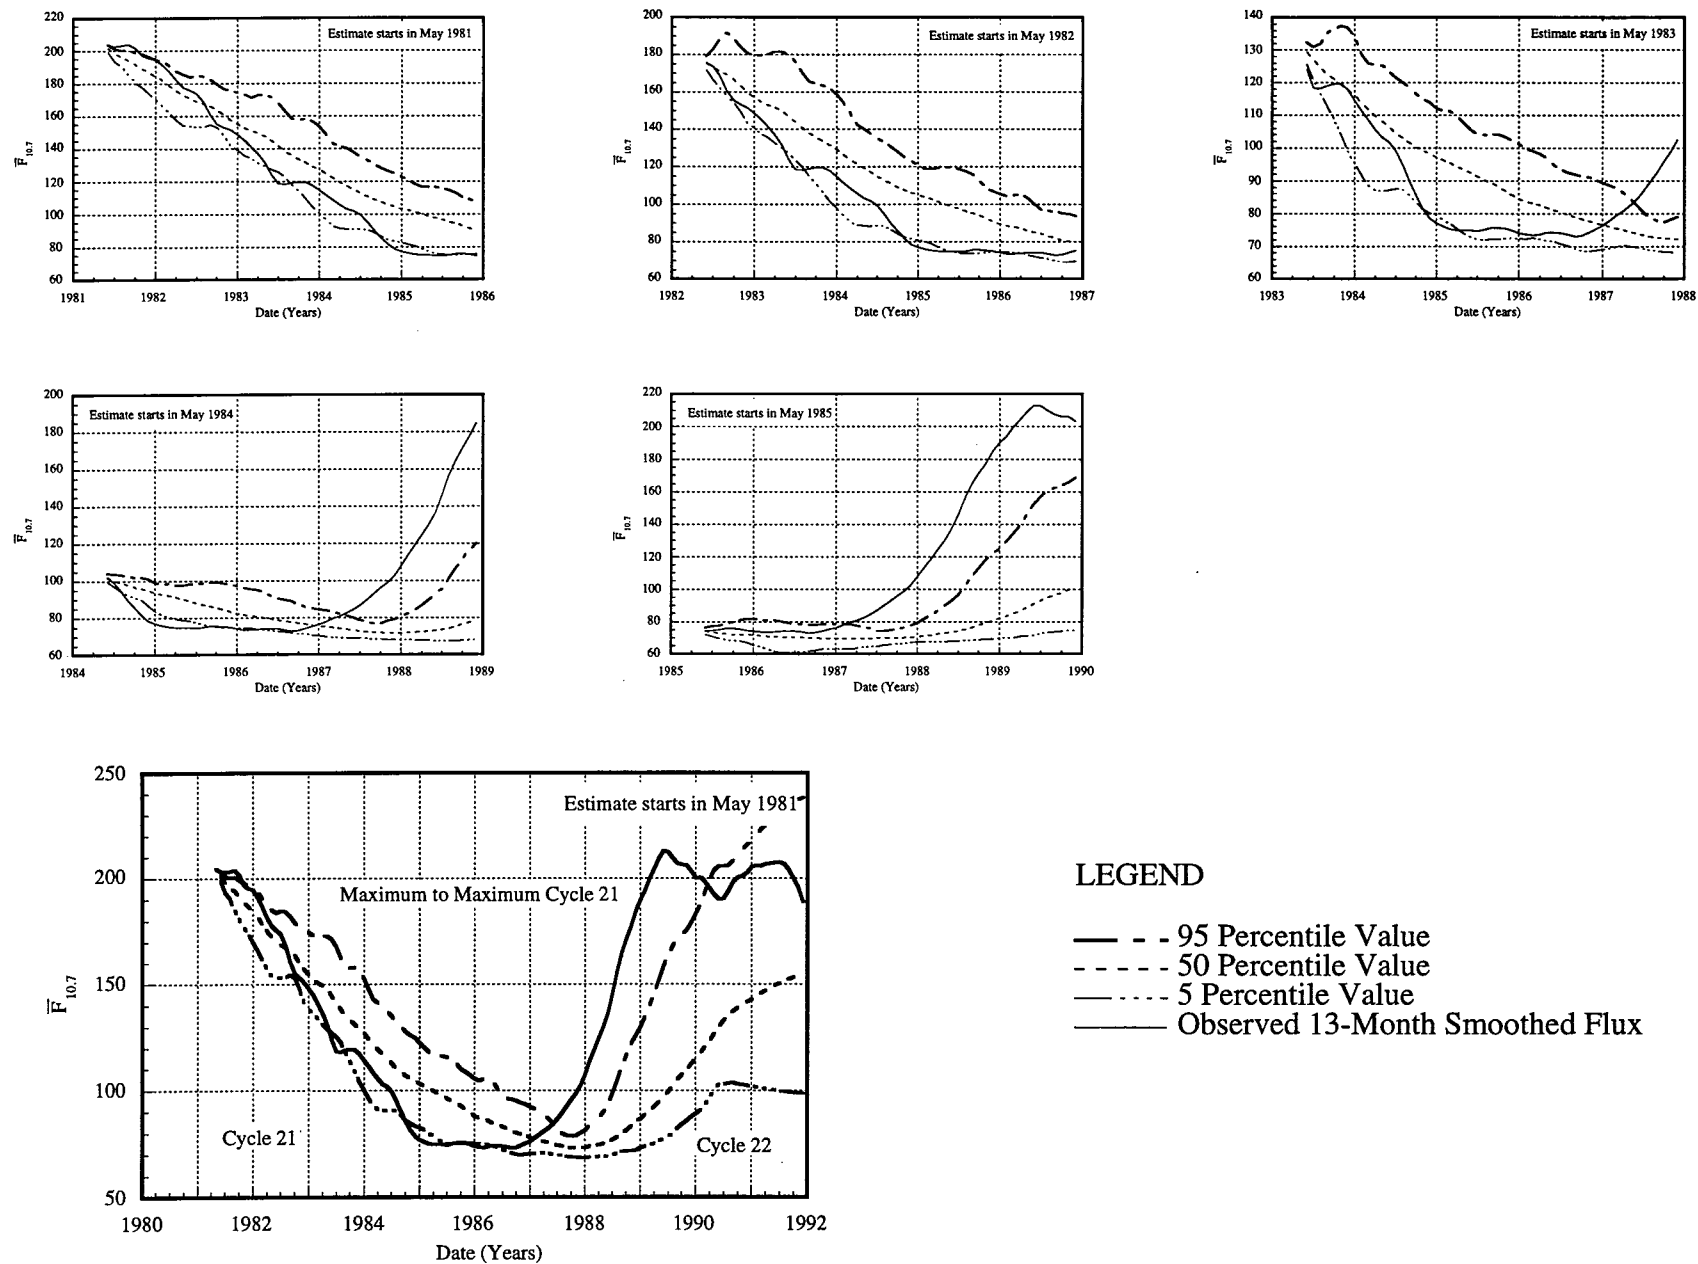 220
200
180
160
140
120
100
80
60
F̅10.7
Estimate starts in May 1981
1981 1982 1983 1984 1985 1986
Date (Years)
200
180
160
140
120
100
80
60
F̅10.7
Estimate starts in May 1982
1982 1983 1984 1985 1986 1987
Date (Years)
140
130
120
110
100
90
80
70
60
F̅10.7
Estimate starts in May 1983
1983 1984 1985 1986 1987 1988
Date (Years)
200
180
160
140
120
100
80
60
F̅10.7
Estimate starts in May 1984
1984 1985 1986 1987 1988 1989
Date (Years)
220
200
180
160
140
120
100
80
60
F̅10.7
Estimate starts in May 1985
1985 1986 1987 1988 1989 1990
Date (Years)
250
200
150
100
50
F̅10.7
Estimate starts in May 1981
Maximum to Maximum Cycle 21
Cycle 21
Cycle 22
1980 1982 1984 1986 1988 1990 1992
Date (Years)
LEGEND
95 Percentile Value
50 Percentile Value
5 Percentile Value
Observed 13-Month Smoothed Flux